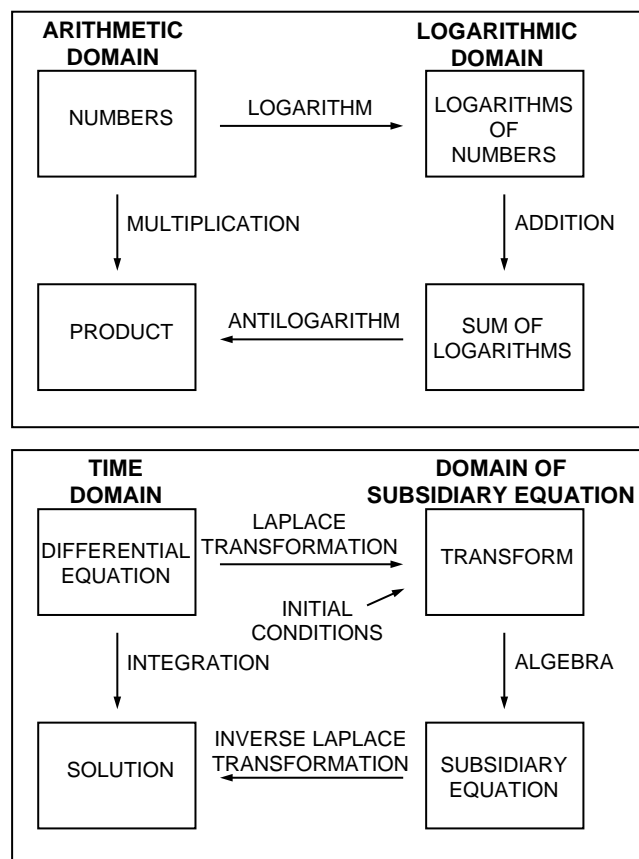 ARITHMETIC
DOMAIN
LOGARITHMIC
DOMAIN
NUMBERS
LOGARITHM
LOGARITHMS
OF
NUMBERS
MULTIPLICATION
ADDITION
PRODUCT
ANTILOGARITHM
SUM OF
LOGARITHMS
TIME
DOMAIN
DOMAIN OF
SUBSIDIARY EQUATION
DIFFERENTIAL
EQUATION
LAPLACE
TRANSFORMATION
TRANSFORM
INITIAL
CONDITIONS
INTEGRATION
ALGEBRA
SOLUTION
INVERSE LAPLACE
TRANSFORMATION
SUBSIDIARY
EQUATION